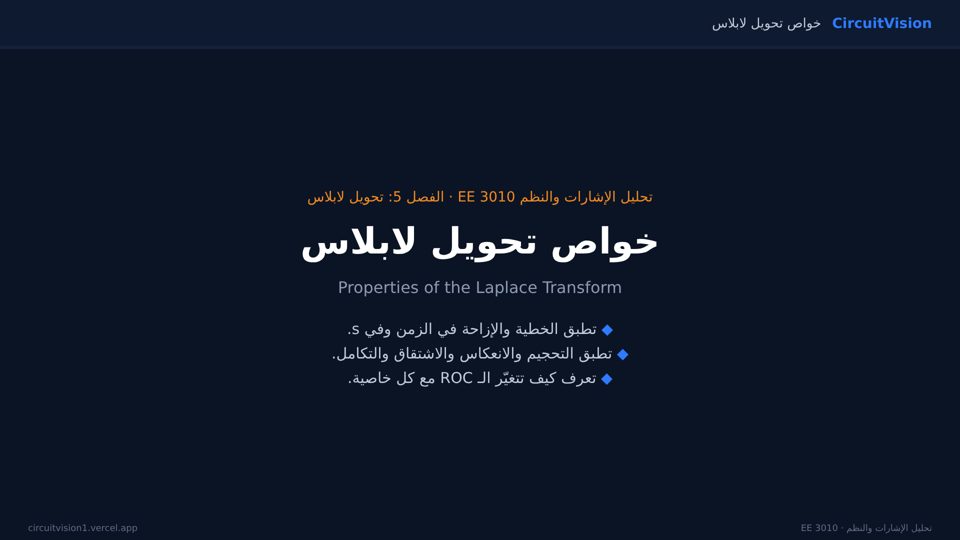 CircuitVision خواص تحويل لابلاس
تحليل الإشارات والنظم EE 3010 · الفصل 5: تحويل لابلاس
خواص تحويل لابلاس
Properties of the Laplace Transform
◆ تطبق الخطية والإزاحة في الزمن وفي s.
◆ تطبق التحجيم والانعكاس والاشتقاق والتكامل.
◆ تعرف كيف تتغيّر الـ ROC مع كل خاصية.
تحليل الإشارات والنظم · EE 3010
circuitvision1.vercel.app